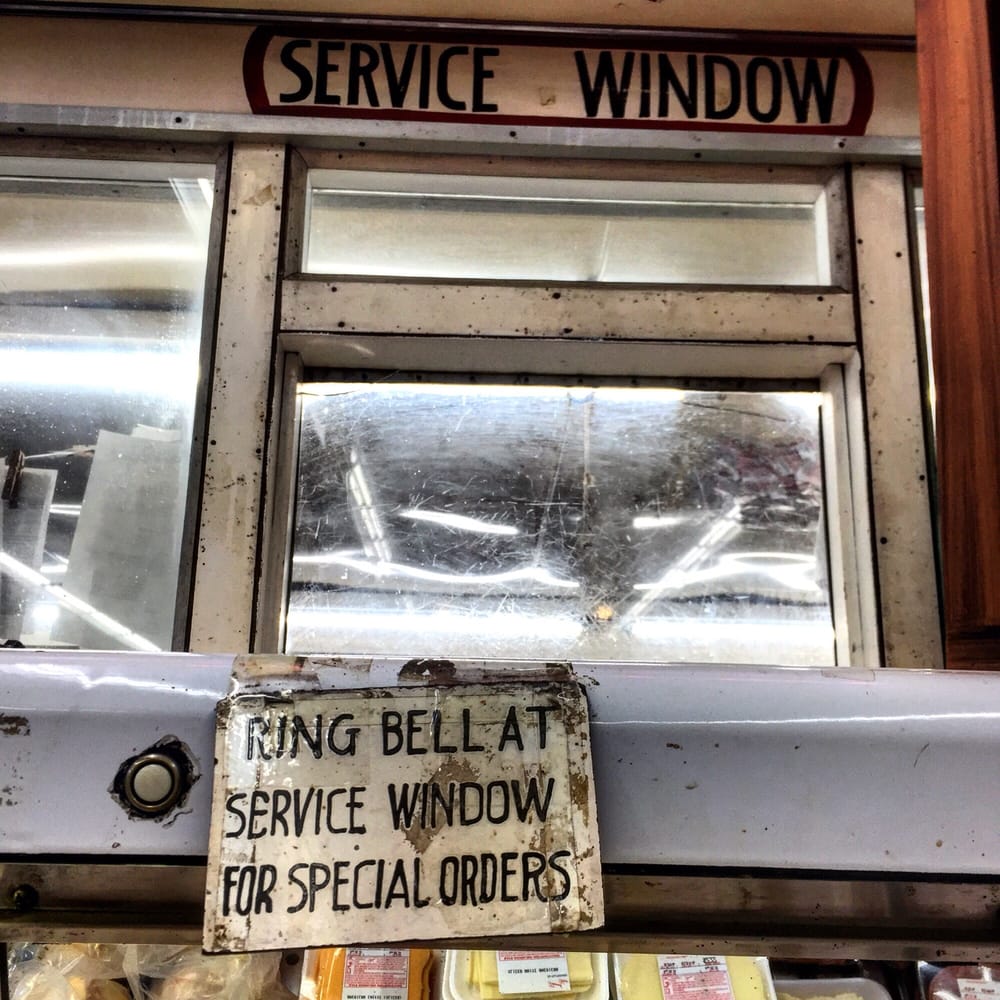 SERVICE WINDOW
RING BELL AT
SERVICE WINDOW
FOR SPECIAL ORDERS